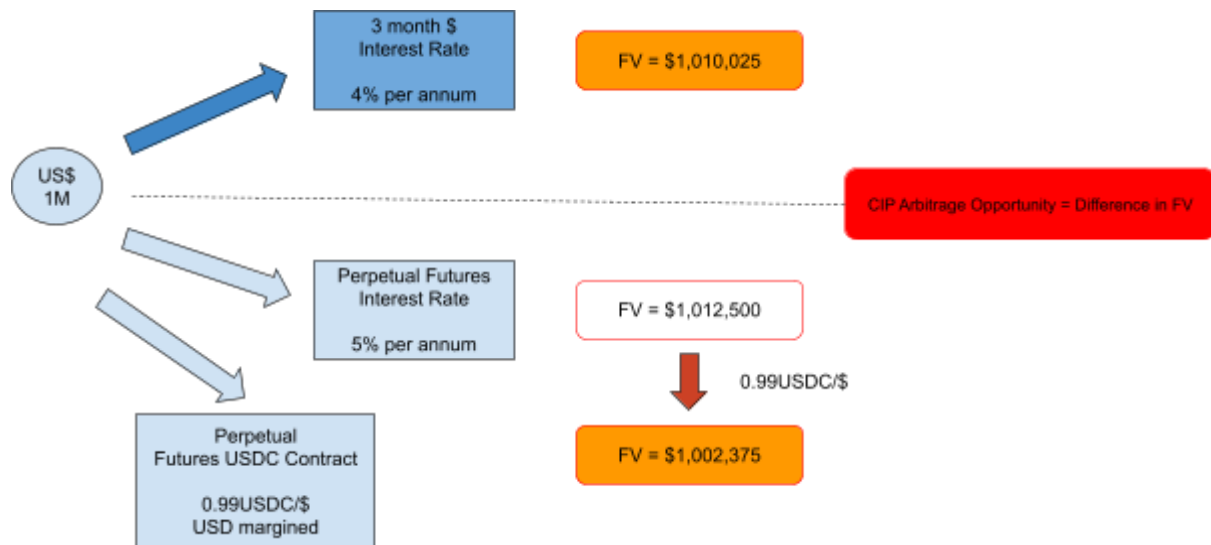 3 month $
Interest Rate
4% per annum
FV = $1,010,025
US$
1M
CIP Arbitrage Opportunity = Difference in FV
Perpetual Futures
Interest Rate
5% per annum
FV = $1,012,500
0.99USDC/$
Perpetual
Futures USDC Contract
0.99USDC/$
USD margined
FV = $1,002,375